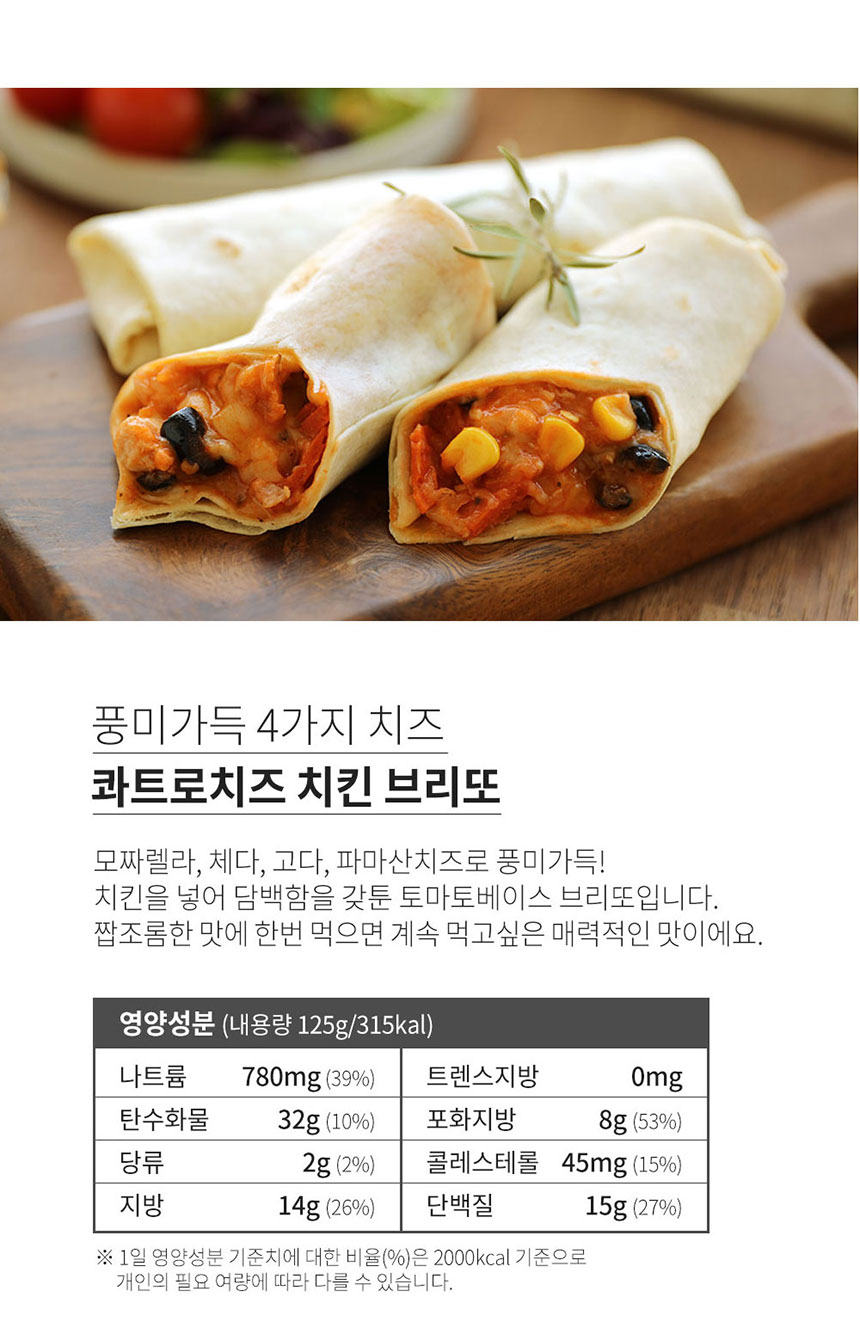 풍미가득 4가지 치즈
콰트로치즈 치킨 브리또
모짜렐라, 체다, 고다, 파마산치즈로 풍미가득!
치킨을 넣어 담백함을 갖춘 토마토베이스 브리또입니다.
짭조롬한 맛에 한번 먹으면 계속 먹고싶은 매력적인 맛이에요.
영양성분 (내용량 125g/315kal)
나트륨 780mg (39%) 트렌스지방 0mg
탄수화물 32g (10%) 포화지방 8g (53%)
당류 2g (2%) 콜레스테롤 45mg (15%)
지방 14g (26%) 단백질 15g (27%)
※ 1일 영양성분 기준치에 대한 비율(%)은 2000kcal 기준으로
개인의 필요 여량에 따라 다를 수 있습니다.